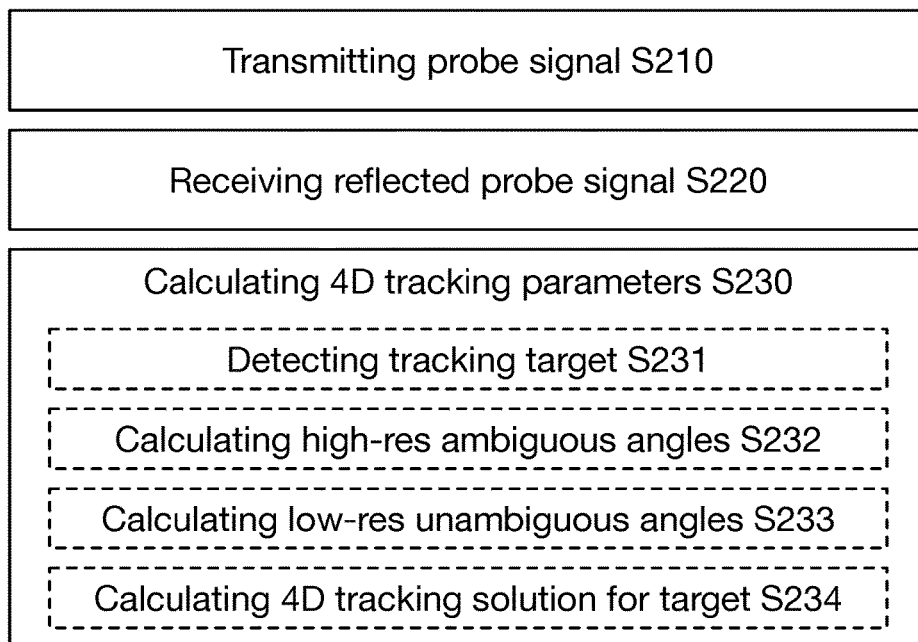 Transmitting probe signal S210
Receiving reflected probe signal S220
Calculating 4D tracking parameters S230
Detecting tracking target S231
Calculating high-res ambiguous angles S232
Calculating low-res unambiguous angles S233
Calculating 4D tracking solution for target S234